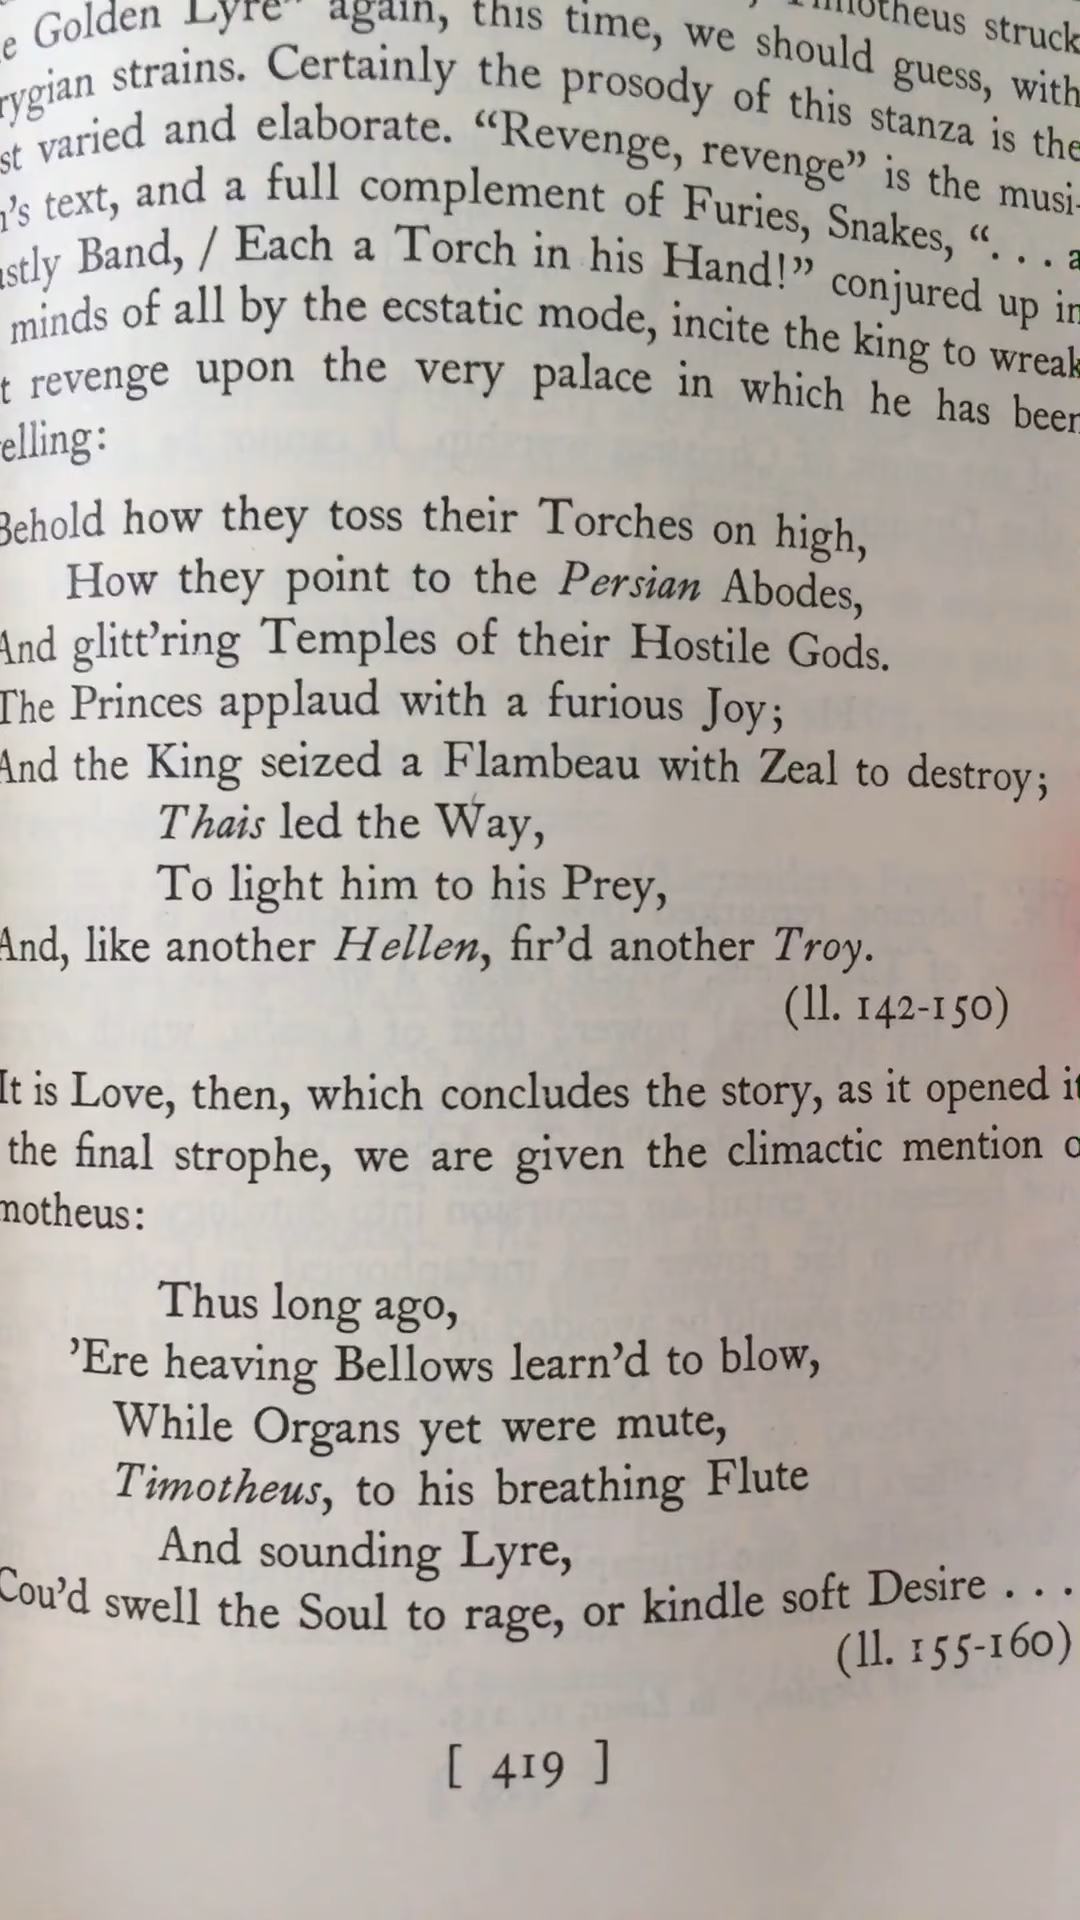 e Golden Lyre” again, this time, we should guess, with
rygian strains. Certainly the prosody of this stanza is the
st varied and elaborate. “Revenge, revenge” is the musi-
n's text, and a full complement of Furies, Snakes, “. . . a
astly Band, / Each a Torch in his Hand!” conjured up in
minds of all by the ecstatic mode, incite the king to wreak
t revenge upon the very palace in which he has been
elling:
Behold how they toss their Torches on high,
How they point to the Persian Abodes,
And glitt'ring Temples of their Hostile Gods.
The Princes applaud with a furious Joy;
And the King seized a Flambeau with Zeal to destroy;
Thais led the Way,
To light him to his Prey,
And, like another Hellen, fir'd another Troy.
(ll. 142-150)
It is Love, then, which concludes the story, as it opened it
the final strophe, we are given the climactic mention o
motheus:
Thus long ago,
'Ere heaving Bellows learn'd to blow,
While Organs yet were mute,
Timotheus, to his breathing Flute
And sounding Lyre,
Cou'd swell the Soul to rage, or kindle soft Desire . . .
(ll. 155-160)
[ 419 ]